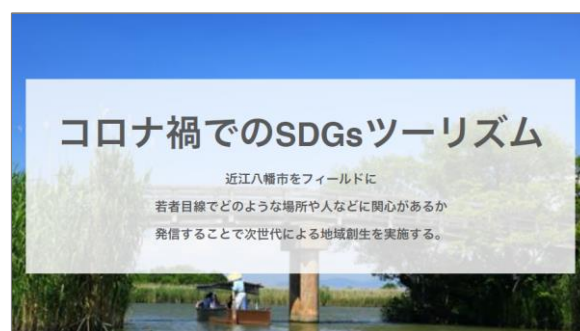 コロナ禍でのSDGsツーリズム
近江八幡市をフィールドに
若者目線でどのような場所や人などに関心があるか
発信することで次世代による地域創生を実施する。